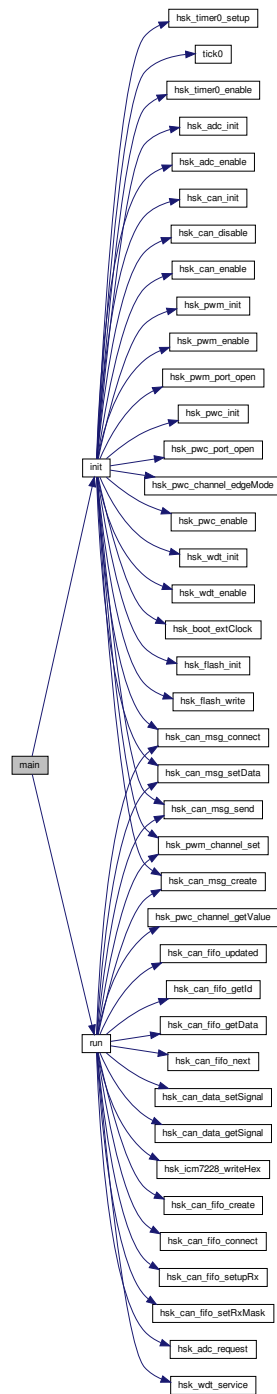 hsk_timer0_setup
tick0
hsk_timer0_enable
hsk_adc_init
hsk_adc_enable
hsk_can_init
hsk_can_disable
hsk_can_enable
hsk_pwm_init
hsk_pwm_enable
hsk_pwm_port_open
hsk_pwc_init
hsk_pwc_port_open
init
hsk_pwc_channel_edgeMode
hsk_pwc_enable
hsk_wdt_init
hsk_wdt_enable
hsk_boot_extClock
hsk_flash_init
hsk_flash_write
hsk_can_msg_connect
main
hsk_can_msg_setData
hsk_can_msg_send
hsk_pwm_channel_set
hsk_can_msg_create
hsk_pwc_channel_getValue
hsk_can_fifo_updated
hsk_can_fifo_getId
hsk_can_fifo_getData
run
hsk_can_fifo_next
hsk_can_data_setSignal
hsk_can_data_getSignal
hsk_icm7228_writeHex
hsk_can_fifo_create
hsk_can_fifo_connect
hsk_can_fifo_setupRx
hsk_can_fifo_setRxMask
hsk_adc_request
hsk_wdt_service